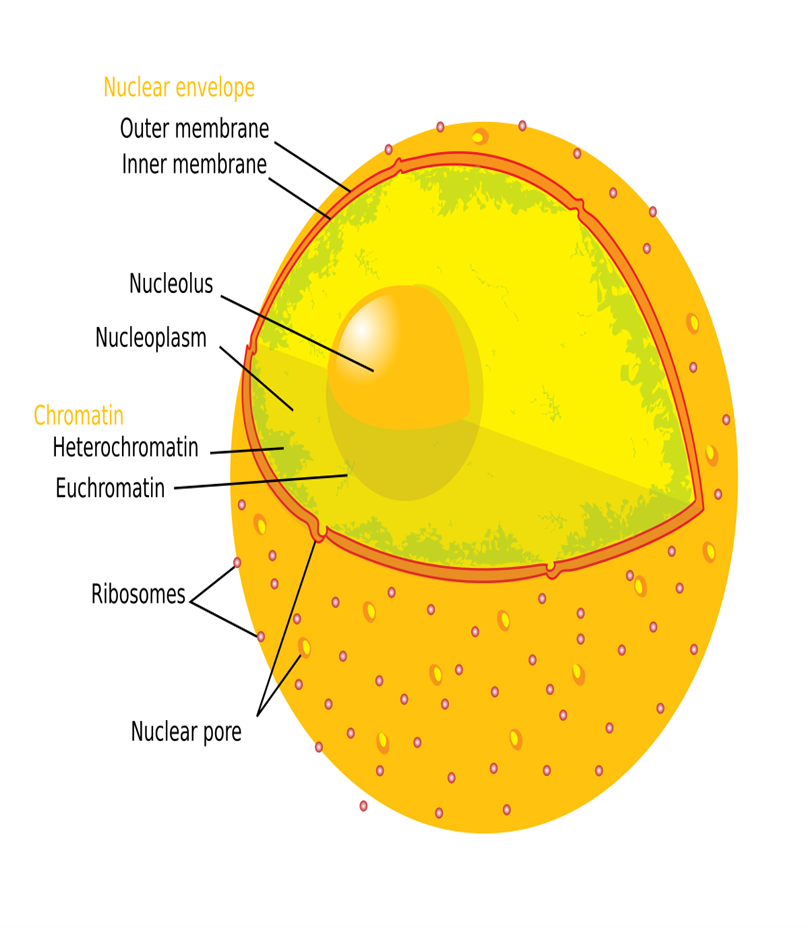 Nuclear envelope
Outer membrane
Inner membrane
Nucleolus
Nucleoplasm
Chromatin
Heterochromatin
Euchromatin
Ribosomes
Nuclear pore